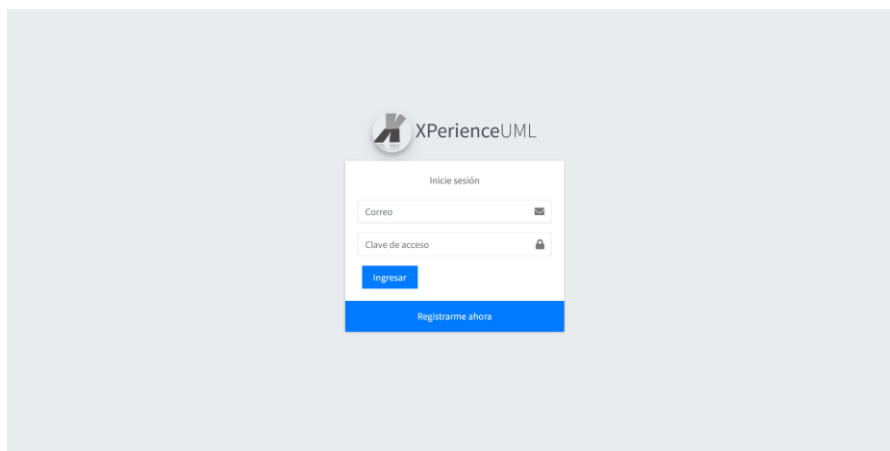 XPerienceUML
Inicie sesión
Correo
Clave de acceso
Ingresar
Registrarme ahora